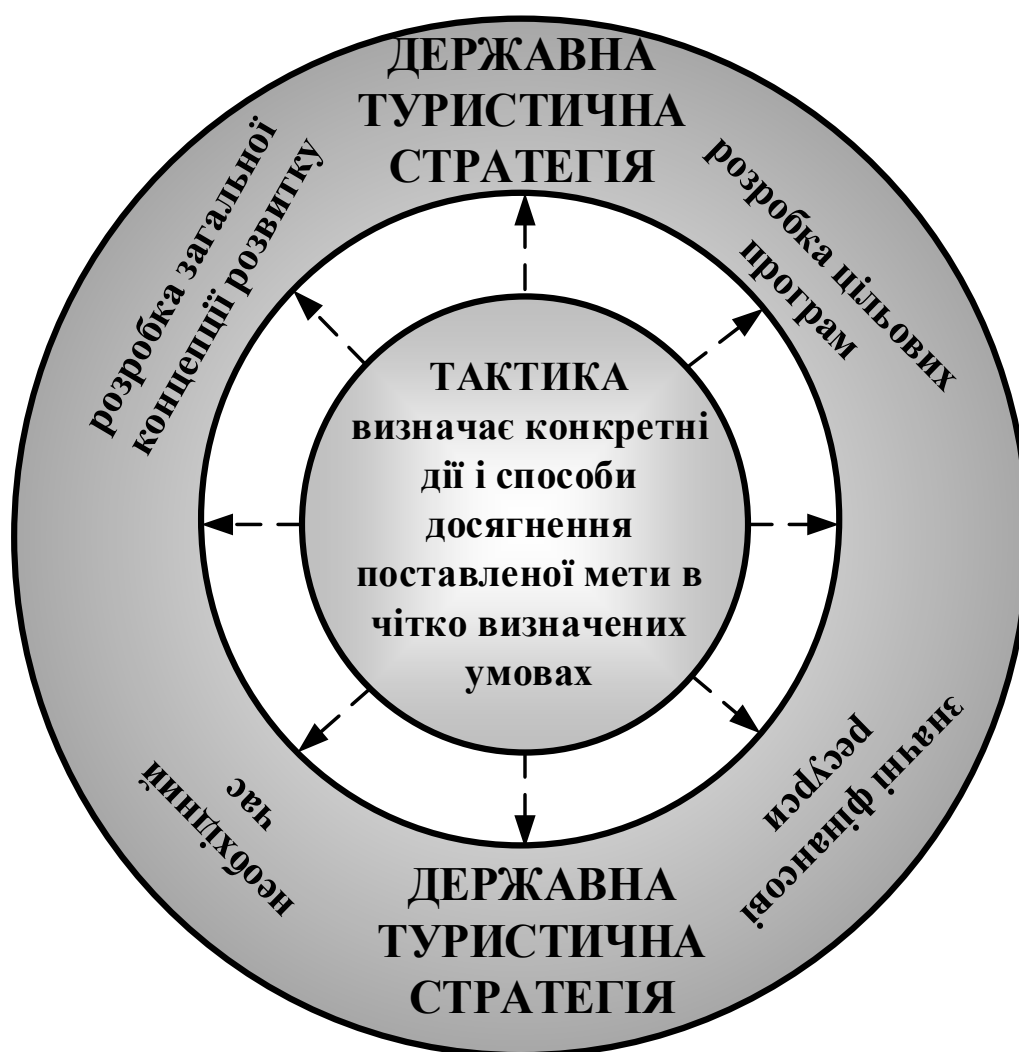 ДЕРЖАВНА
ТУРИСТИЧНА
СТРАТЕГІЯ
розробка загальної
концепції розвитку
розробка цільових
програм
ТАКТИКА
визначає конкретні
дії і способи
досягнення
поставленої мети в
чітко визначених
умовах
необхідний
час
значні фінансові
ресурси
ДЕРЖАВНА
ТУРИСТИЧНА
СТРАТЕГІЯ